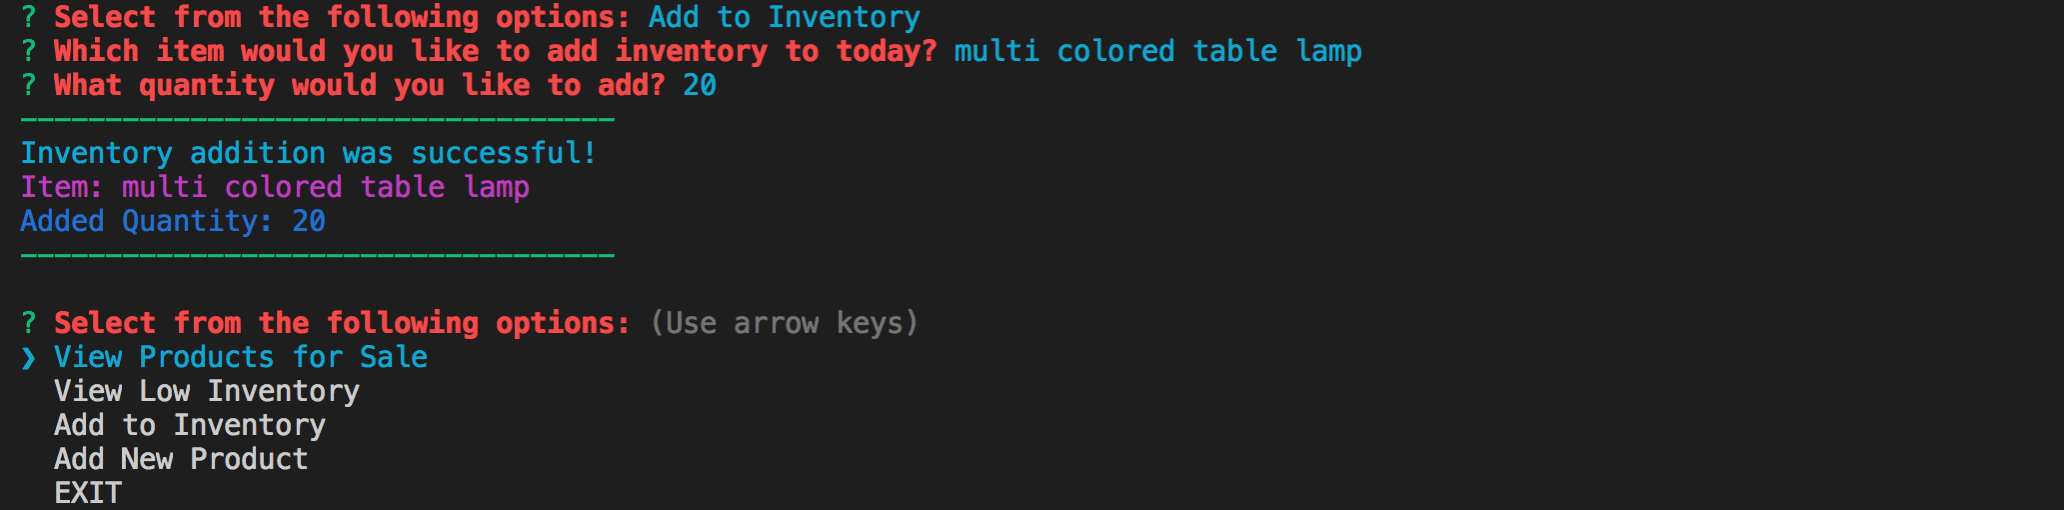 ? Select from the following options: Add to Inventory
? Which item would you like to add inventory to today? multi colored table lamp
? What quantity would you like to add? 20
-----------------------------------
Inventory addition was successful!
Item: multi colored table lamp
Added Quantity: 20
-----------------------------------
? Select from the following options: (Use arrow keys)
❯ View Products for Sale
View Low Inventory
Add to Inventory
Add New Product
EXIT